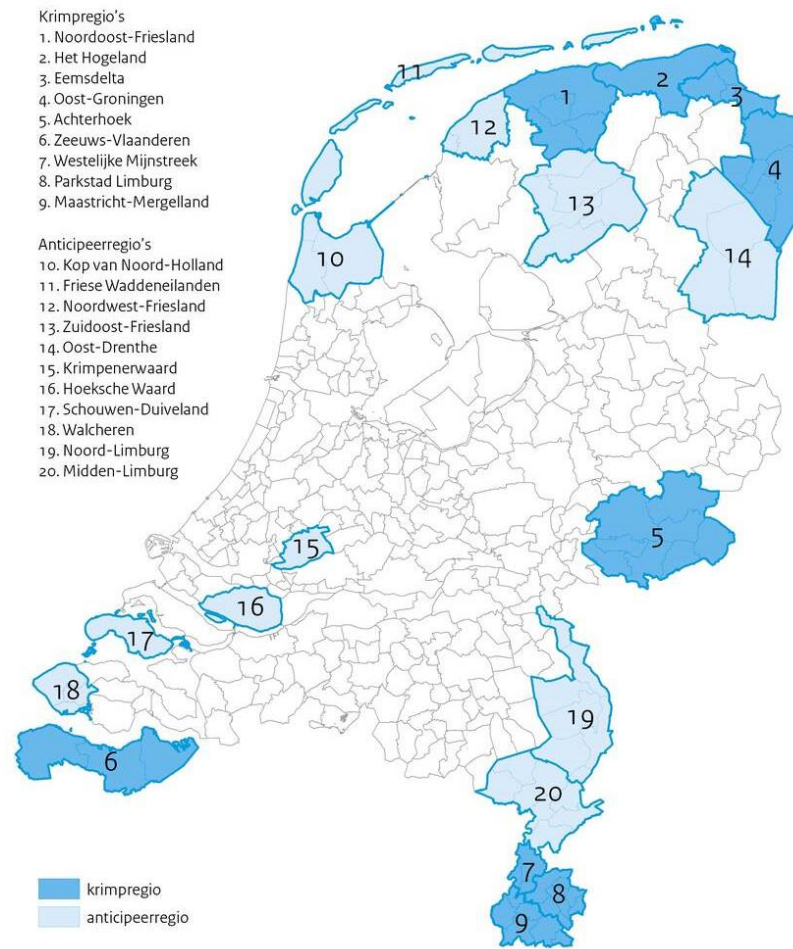 Krimpregio's
1. Noordoost-Friesland
2. Het Hogeland
3. Eemsdelta
4. Oost-Groningen
5. Achterhoek
6. Zeeuws-Vlaanderen
7. Westelijke Mijnstreek
8. Parkstad Limburg
9. Maastricht-Mergelland
Anticipeerregio's
10. Kop van Noord-Holland
11. Friese Waddeneilanden
12. Noordwest-Friesland
13. Zuidoost-Friesland
14. Oost-Drenthe
15. Krimpenerwaard
16. Hoeksche Waard
17. Schouwen-Duiveland
18. Walcheren
19. Noord-Limburg
20. Midden-Limburg
11
1
2
3
12
4
13
14
10
5
15
16
17
18
19
6
20
7
8
9
krimpregio
anticipeerregio